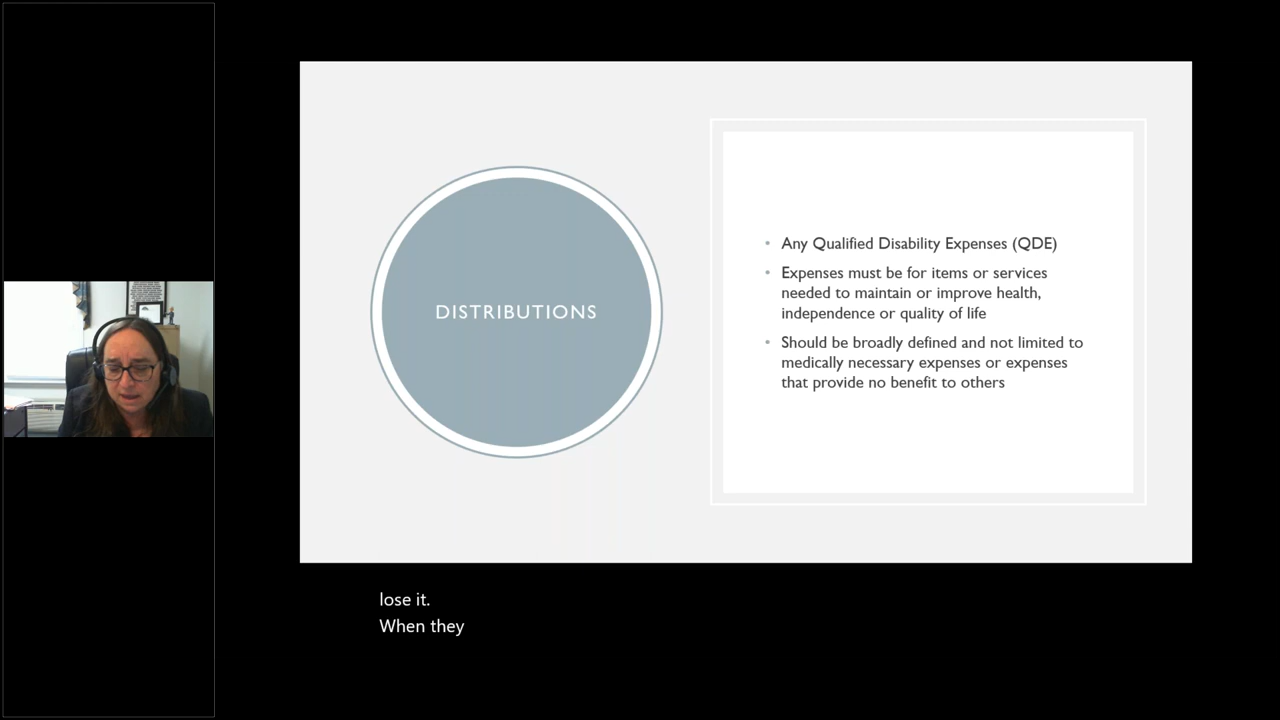 DISTRIBUTIONS
• Any Qualified Disability Expenses (QDE)
• Expenses must be for items or services
needed to maintain or improve health,
independence or quality of life
• Should be broadly defined and not limited to
medically necessary expenses or expenses
that provide no benefit to others
lose it.
When they